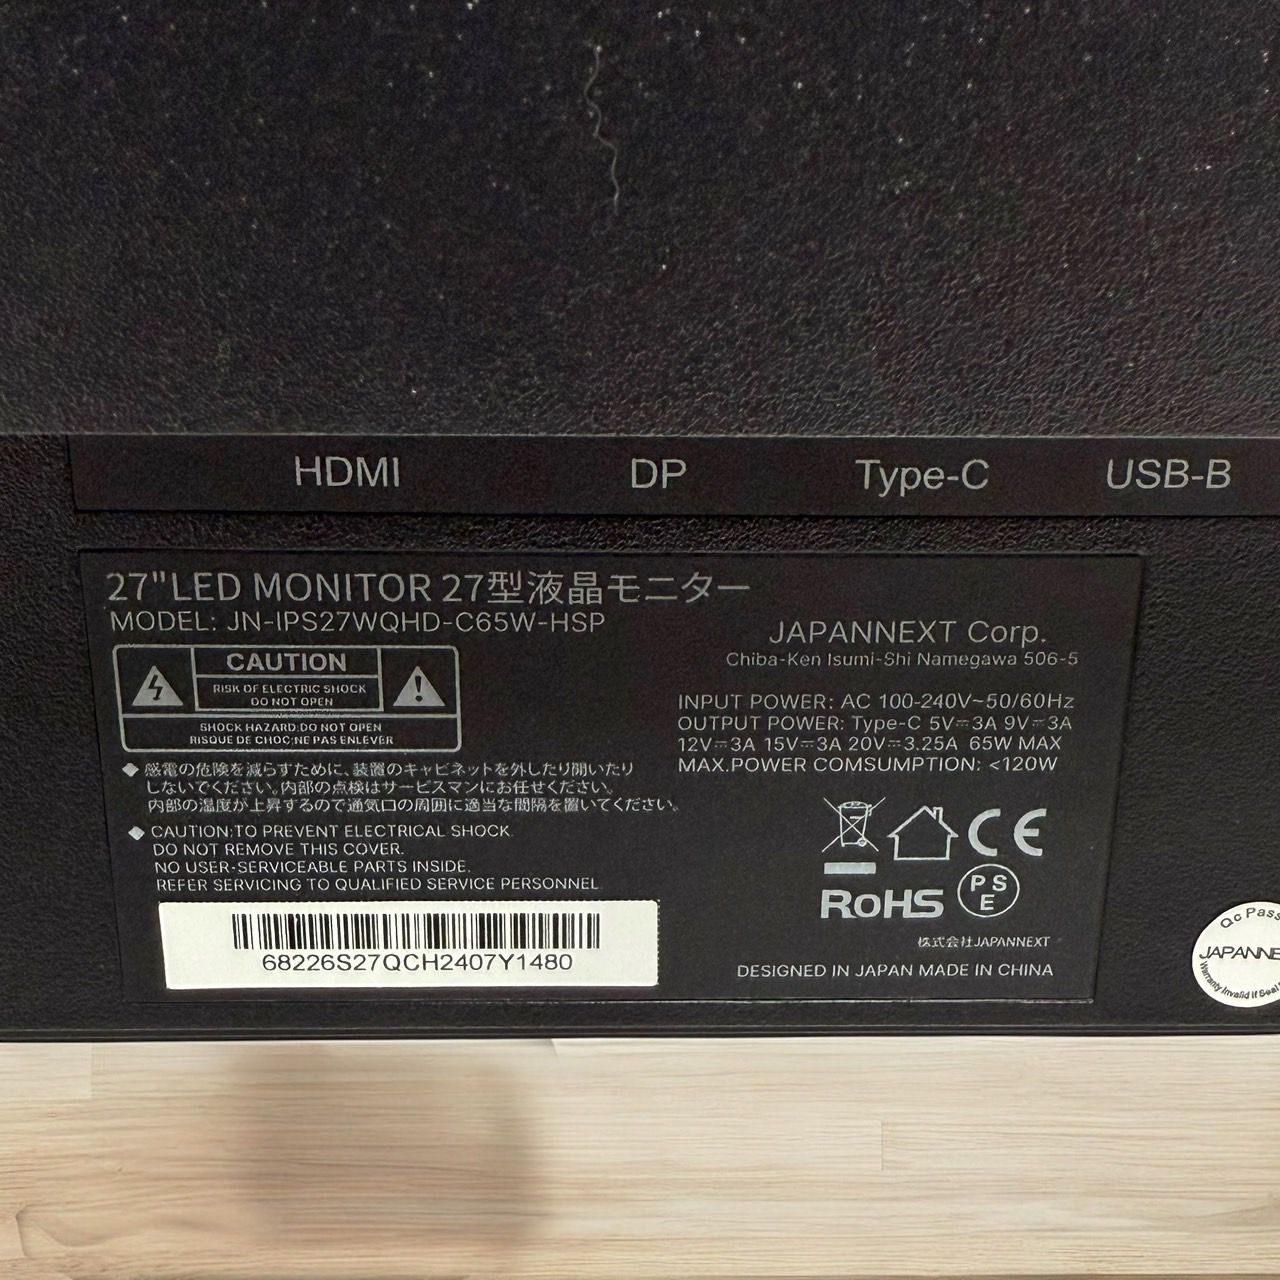 HDMI DP Type-C USB-B
27"LED MONITOR 27型液晶モニター
MODEL: JN-IPS27WQHD-C65W-HSP
CAUTION
RISK OF ELECTRIC SHOCK
DO NOT OPEN
SHOCK HAZARD:DO NOT OPEN
RISQUE DE CHOC:NE PAS ENLEVER
◆ 感電の危険を減らすために、装置のキャビネットを外したり開いたり
しないでください。内部の点検はサービスマンにお任せください。
内部の温度が上昇するので通気口の周囲に適当な間隔を置いてください。
◆ CAUTION:TO PREVENT ELECTRICAL SHOCK.
DO NOT REMOVE THIS COVER.
NO USER-SERVICEABLE PARTS INSIDE.
REFER SERVICING TO QUALIFIED SERVICE PERSONNEL.
68226S27QCH2407Y1480
JAPANNEXT Corp.
Chiba-Ken Isumi-Shi Namegawa 506-5
INPUT POWER: AC 100-240V~50/60Hz
OUTPUT POWER: Type-C 5V⎓3A 9V⎓3A
12V⎓3A 15V⎓3A 20V⎓3.25A 65W MAX
MAX.POWER COMSUMPTION: <120W
CE
RoHS
PSE
株式会社JAPANNEXT
DESIGNED IN JAPAN MADE IN CHINA
Qc Pass
JAPANNE
Warranty Invalid If Seal